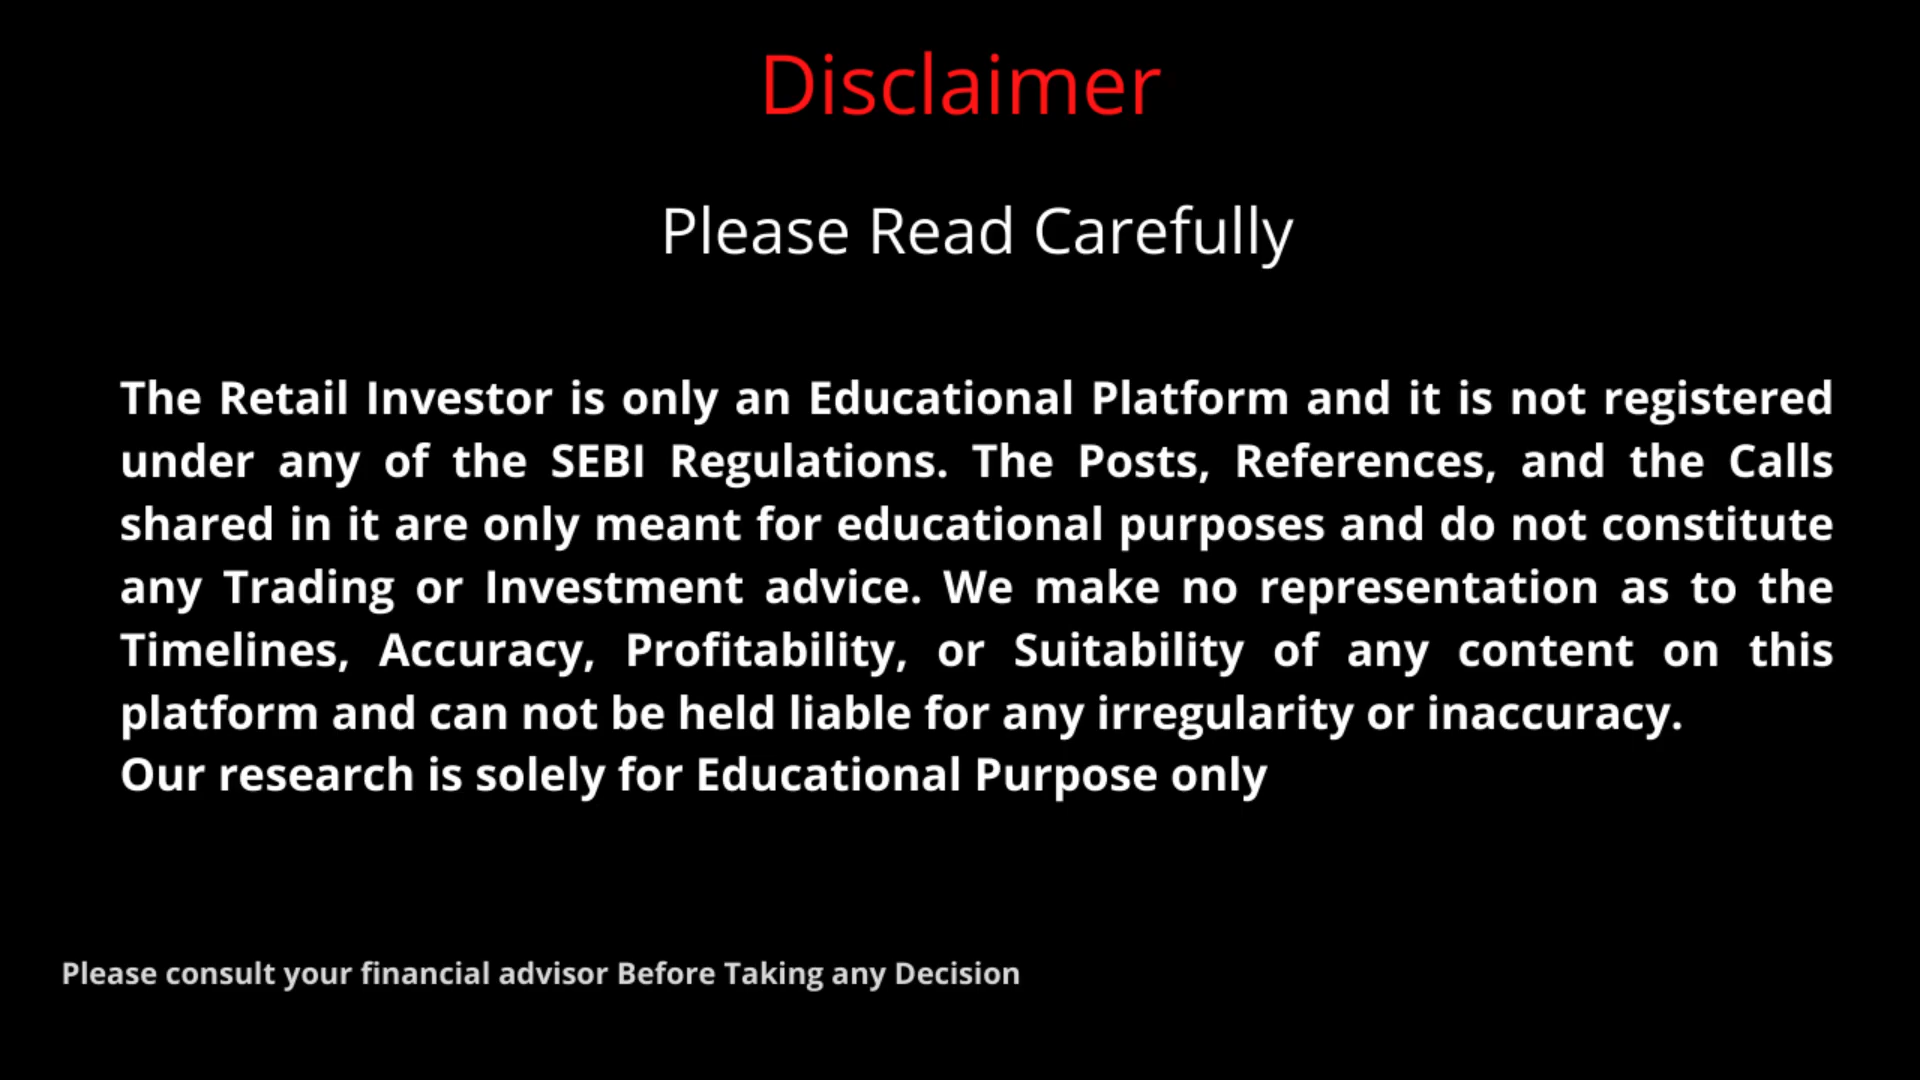 Disclaimer
Please Read Carefully
The Retail Investor is only an Educational Platform and it is not registered
under any of the SEBI Regulations. The Posts, References, and the Calls
shared in it are only meant for educational purposes and do not constitute
any Trading or Investment advice. We make no representation as to the
Timelines, Accuracy, Profitability, or Suitability of any content on this
platform and can not be held liable for any irregularity or inaccuracy.
Our research is solely for Educational Purpose only
Please consult your financial advisor Before Taking any Decision